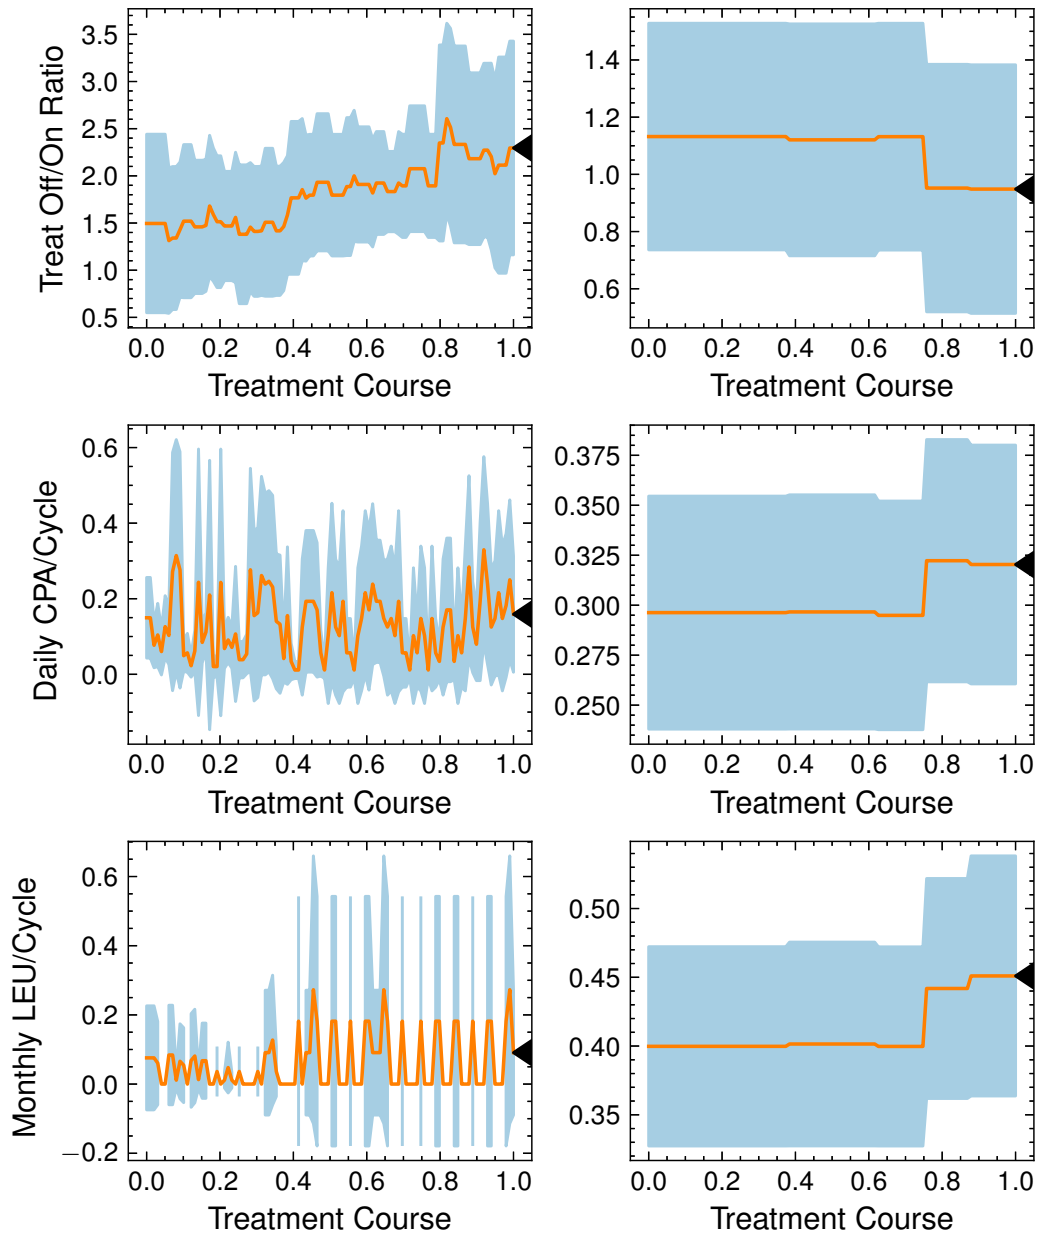 Treat Off/On Ratio
3.5
3.0
2.5
2.0
1.5
1.0
0.5
0.0 0.2 0.4 0.6 0.8 1.0
Treatment Course
1.4
1.2
1.0
0.8
0.6
0.0 0.2 0.4 0.6 0.8 1.0
Treatment Course
Daily CPA/Cycle
0.6
0.4
0.2
0.0
0.0 0.2 0.4 0.6 0.8 1.0
Treatment Course
0.375
0.350
0.325
0.300
0.275
0.250
0.0 0.2 0.4 0.6 0.8 1.0
Treatment Course
Monthly LEU/Cycle
0.6
0.4
0.2
0.0
−0.2
0.0 0.2 0.4 0.6 0.8 1.0
Treatment Course
0.50
0.45
0.40
0.35
0.0 0.2 0.4 0.6 0.8 1.0
Treatment Course